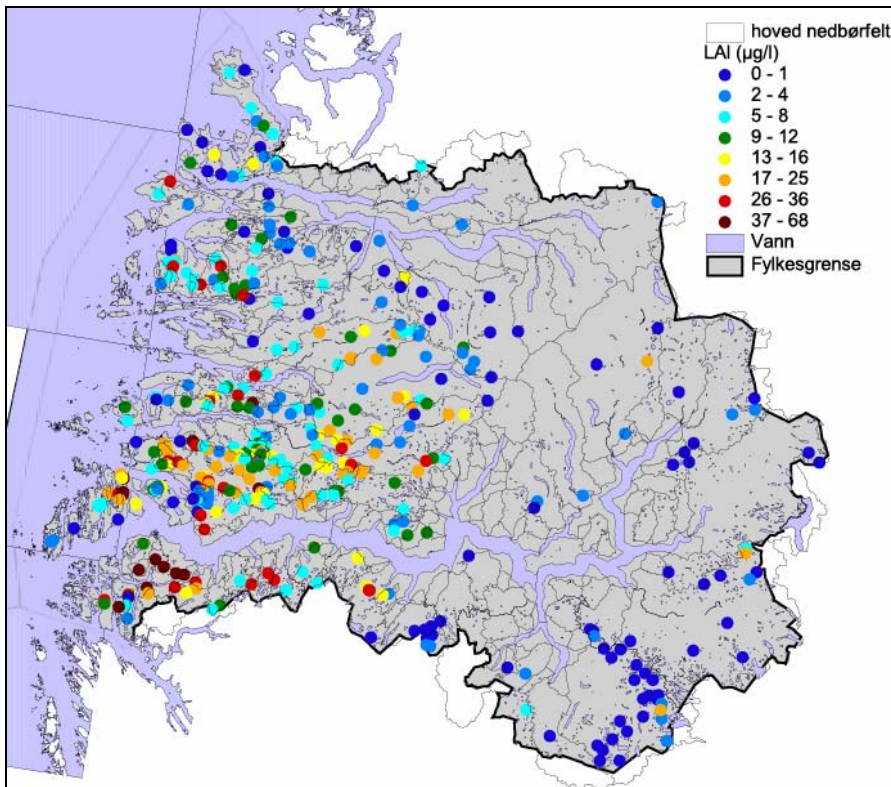 hoved nedbørfelt
LAl (µg/l)
0 - 1
2 - 4
5 - 8
9 - 12
13 - 16
17 - 25
26 - 36
37 - 68
Vann
Fylkesgrense